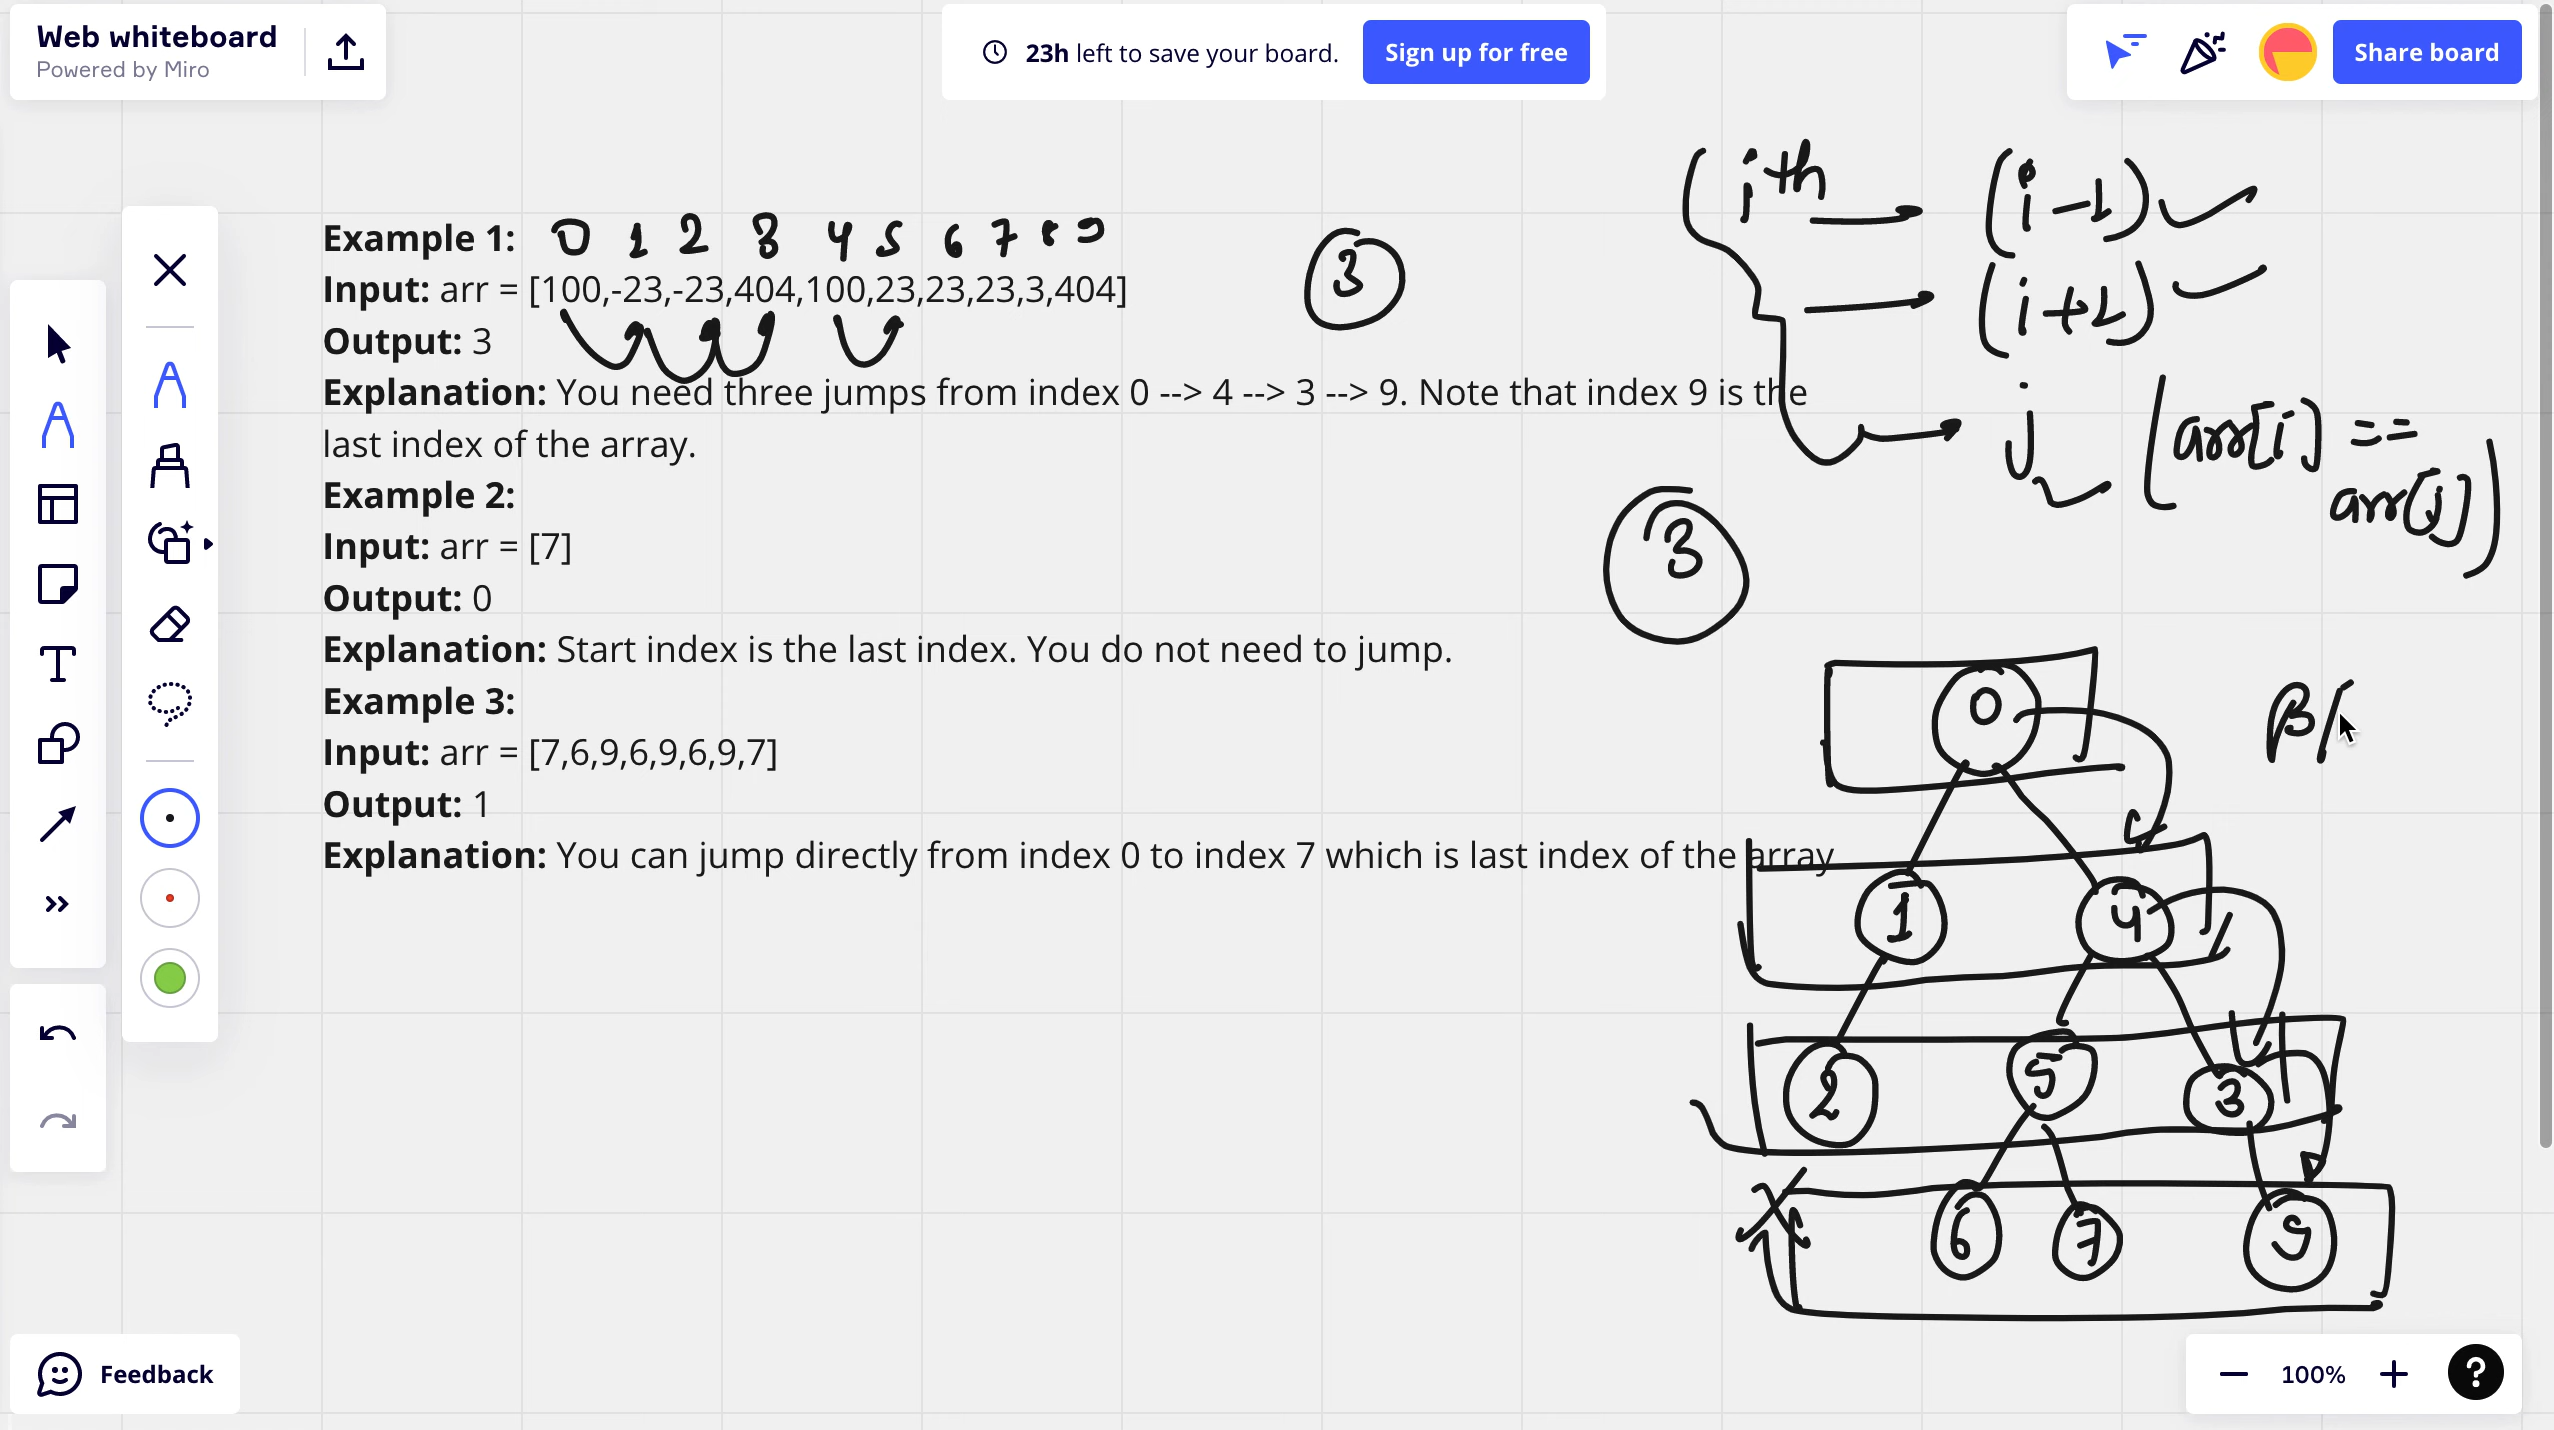 Web whiteboard
Powered by Miro
23h left to save your board.
Sign up for free
Share board
Example 1: 0 1 2 3 4 5 6 7 8 9
Input: arr = [100,-23,-23,404,100,23,23,23,3,404]
Output: 3
Explanation: You need three jumps from index 0 --> 4 --> 3 --> 9. Note that index 9 is the
last index of the array.
Example 2:
Input: arr = [7]
Output: 0
Explanation: Start index is the last index. You do not need to jump.
Example 3:
Input: arr = [7,6,9,6,9,6,9,7]
Output: 1
Explanation: You can jump directly from index 0 to index 7 which is last index of the array
3
ith (i-1)
(i+1)
j (arr[i] ==
arr[j])
3
0
1 4
2 5 3
6 7 9
Feedback
100%